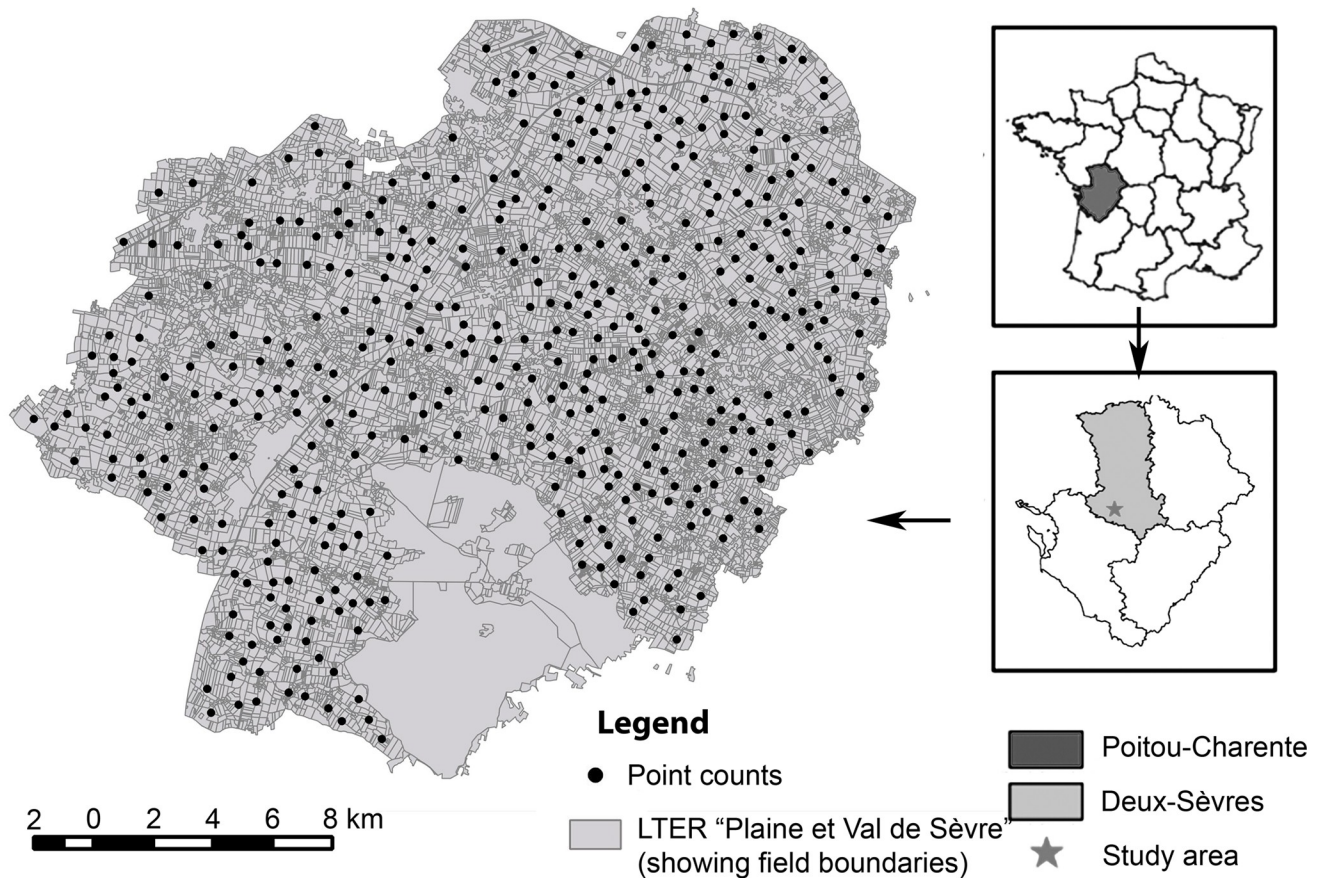 Legend
Point counts
LTER “Plaine et Val de Sèvre”
(showing field boundaries)
2 0 2 4 6 8 km
Poitou-Charente
Deux-Sèvres
Study area